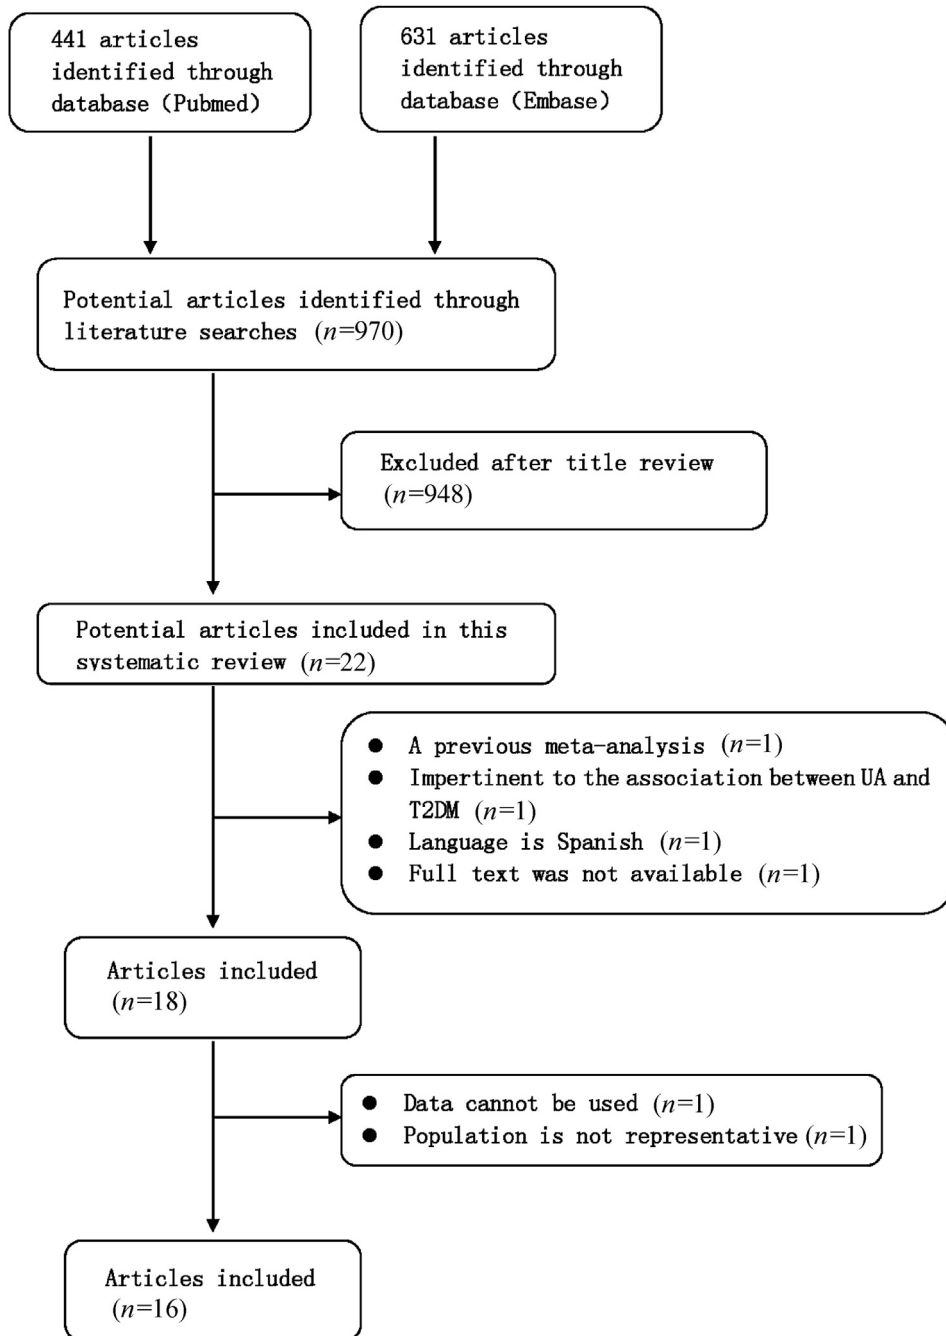 441 articles
identified through
database (Pubmed)
631 articles
identified through
database (Embase)
Potential articles identified through
literature searches (n=970)
Excluded after title review
(n=948)
Potential articles included in this
systematic review (n=22)
● A previous meta-analysis (n=1)
● Impertinent to the association between UA and
T2DM (n=1)
● Language is Spanish (n=1)
● Full text was not available (n=1)
Articles included
(n=18)
● Data cannot be used (n=1)
● Population is not representative (n=1)
Articles included
(n=16)